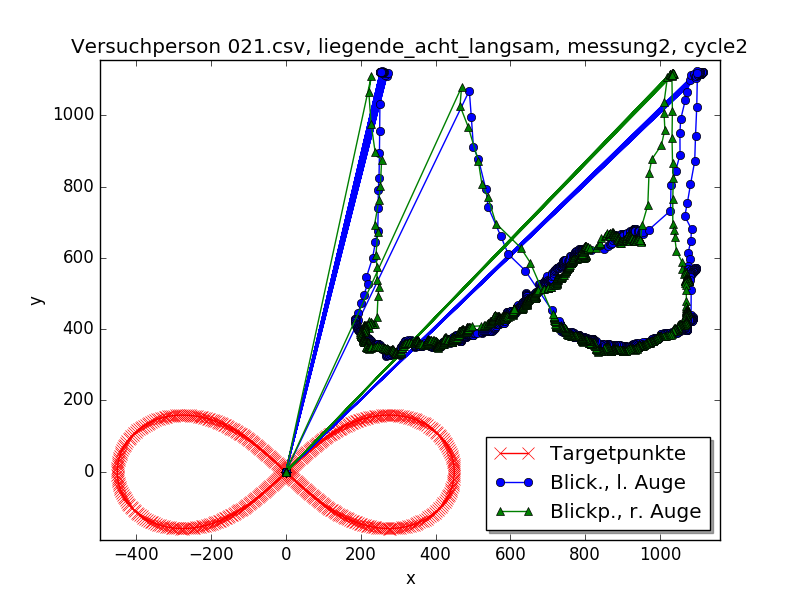 Versuchperson 021.csv, liegende_acht_langsam, messung2, cycle2
1000
800
600
400
200
0
y
Targetpunkte
Blick., l. Auge
Blickp., r. Auge
−400 −200 0 200 400 600 800 1000
x